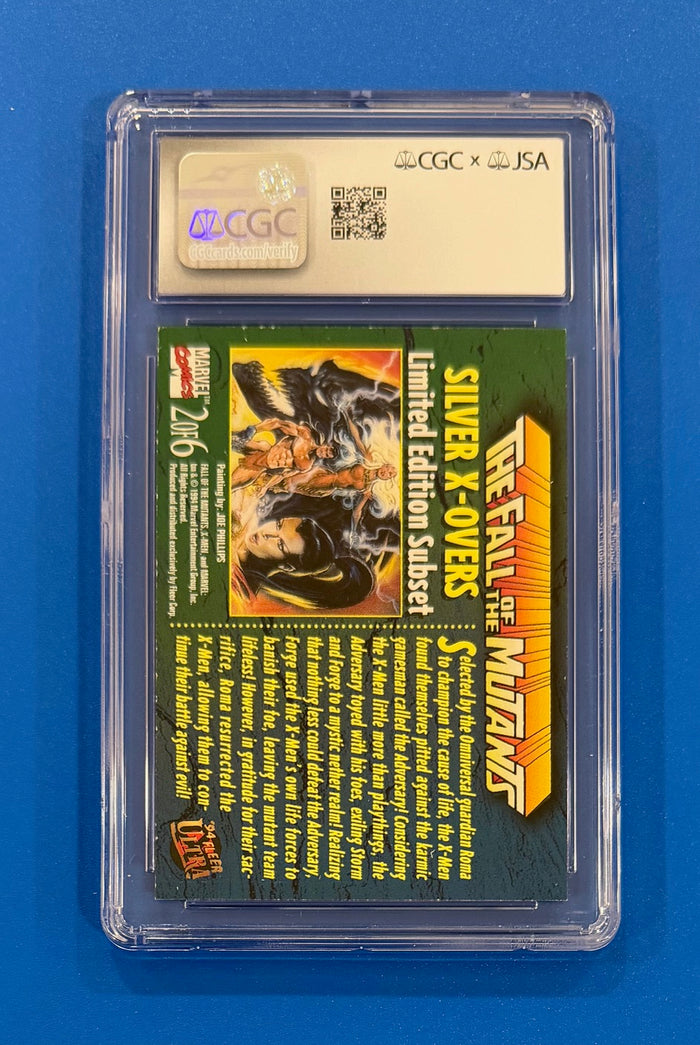 CGC x JSA
CGC
CGCcards.com/verify
THE FALL OF THE MUTANTS
SILVER X-OVERS
Limited Edition Subset
Painting by: JOE PHILLIPS
MARVEL
COMICS
TM
2 OF 6
FALL OF THE MUTANTS, X-MEN, and MARVEL:
TM & © 1994 Marvel Entertainment Group, Inc.
All Rights Reserved.
Produced and distributed exclusively by Fleer Corp.
Selected by the Omniversal guardian Roma
to champion the cause of life, the X-Men
found themselves pitted against the karmic
gamesman called the Adversary! Considering
the X-Men little more than playthings, the
Adversary toyed with his foes, exiling Storm
and Forge to mystic nether-realm! Realizing
that nothing less could defeat the Adversary,
Forge used the X-Men's own life forces to
banish their foe, leaving the mutant team
lifeless! However, in gratitude for their sac-
rifice, Roma resurrected the
X-Men, allowing them to con-
tinue their battle against evil!
'94 FLEER
ULTRA